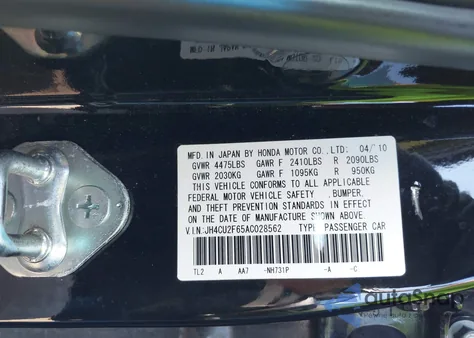 MFD. IN JAPAN BY HONDA MOTOR CO., LTD. 04/10
GVWR 4475LBS GAWR F 2410LBS R 2090LBS
GVWR 2030KG GAWR F 1095KG R 950KG
THIS VEHICLE CONFORMS TO ALL APPLICABLE
FEDERAL MOTOR VEHICLE SAFETY, BUMPER,
AND THEFT PREVENTION STANDARDS IN EFFECT
ON THE DATE OF MANUFACTURE SHOWN ABOVE.
V.I.N:JH4CU2F65AC028562 TYPE: PASSENGER CAR
TL2 A AA7 -NH731P -A -C
autoSnap